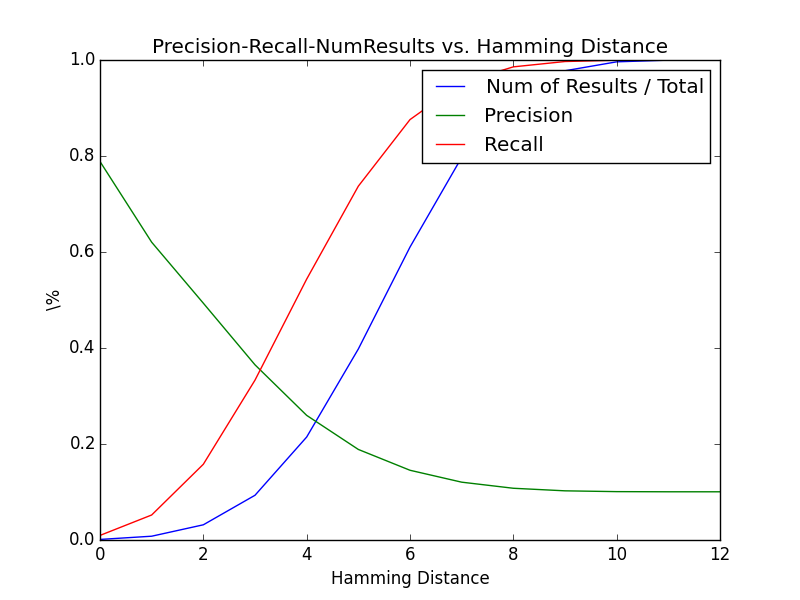 Precision-Recall-NumResults vs. Hamming Distance
1.0
0.8
0.6
0.4
0.2
0.0
\%
Num of Results / Total
Precision
Recall
0 2 4 6 8 10 12
Hamming Distance